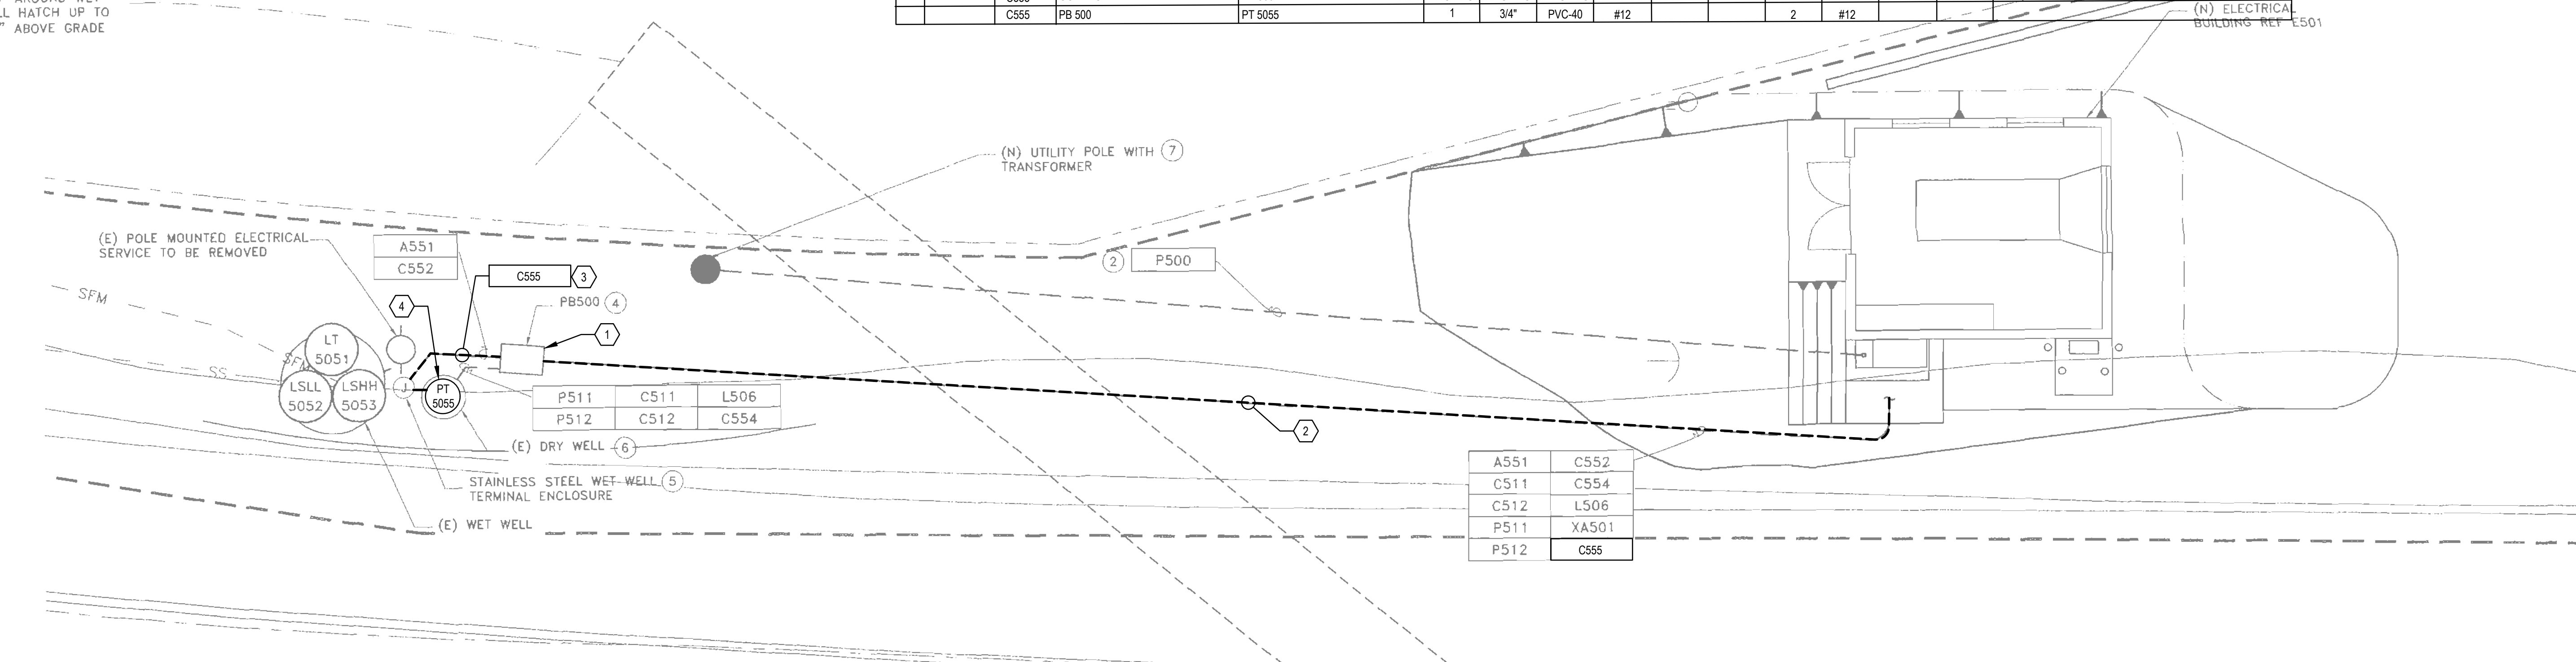 LL HATCH UP TO
" ABOVE GRADE
C555 PB 500 PT 5055 1 3/4" PVC-40 #12 2 #12
(N) ELECTRICAL
BUILDING REF E501
(N) UTILITY POLE WITH 7
TRANSFORMER
(E) POLE MOUNTED ELECTRICAL
SERVICE TO BE REMOVED
A551
C552
C555 3
2 P500
PB500 4
4
1
SFM
SFM
SS
LT
5051
LSLL
5052
LSHH
5053
J
PT
5055
P511 C511 L506
P512 C512 C554
2
(E) DRY WELL 6
STAINLESS STEEL WET WELL 5
TERMINAL ENCLOSURE
(E) WET WELL
A551 C552
C511 C554
C512 L506
P511 XA501
P512 C555